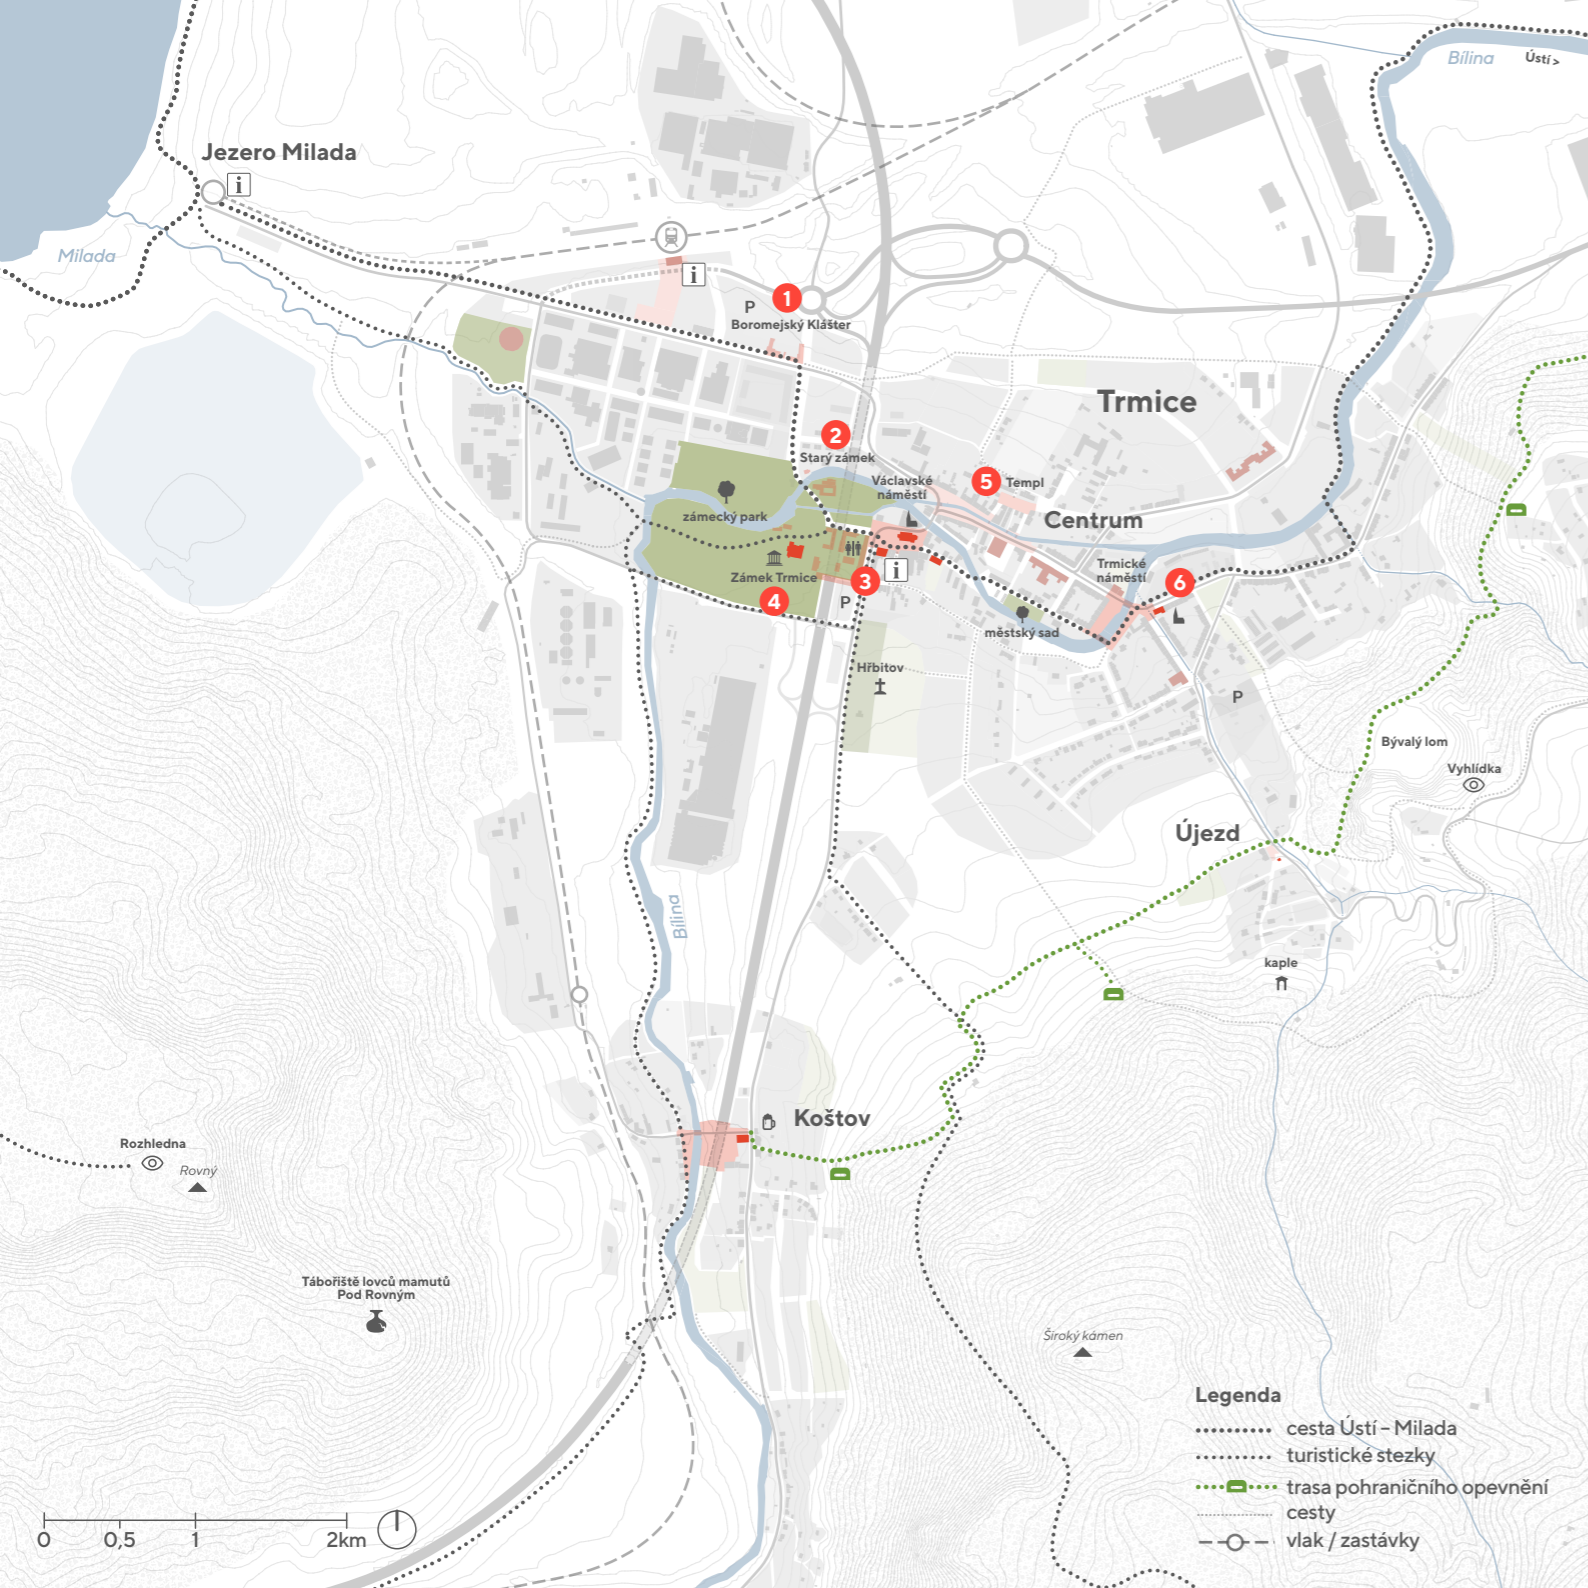 Bílina
Ústí >
Jezero Milada
i
Milada
i
P
1
Boromejský Klášter
Trmice
2
Starý zámek
Václavské
náměstí
5
Templ
zámecký park
Centrum
Zámek Trmice
3
i
4
P
Trmické
náměstí
6
městský sad
Hřbitov
P
Bývalý lom
Vyhlídka
Újezd
Bílina
kaple
Koštov
Rozhledna
Rovný
Tábořiště lovců mamutů
Pod Rovným
Široký kámen
Legenda
cesta Ústí – Milada
turistické stezky
trasa pohraničního opevnění
cesty
vlak / zastávky
0
0,5
1
2km